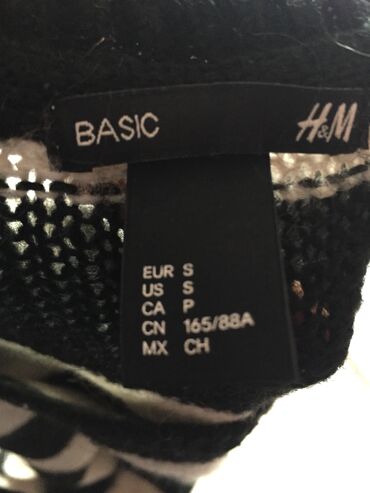 BASIC H&M
EUR S
US S
CA P
CN 165/88A
MX CH